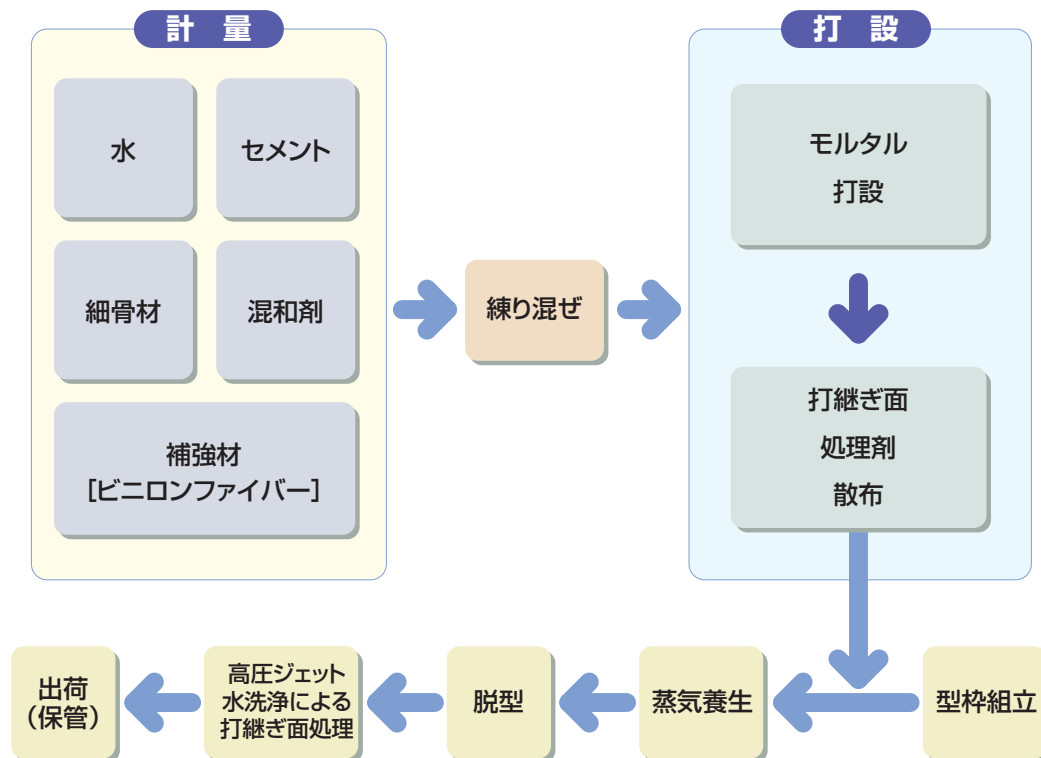 計 量
水
セメント
細骨材
混和剤
補強材
[ビニロンファイバー]
練り混ぜ
打 設
モルタル
打設
打継ぎ面
処理剤
散布
型枠組立
蒸気養生
脱型
高圧ジェット
水洗浄による
打継ぎ面処理
出荷
(保管)